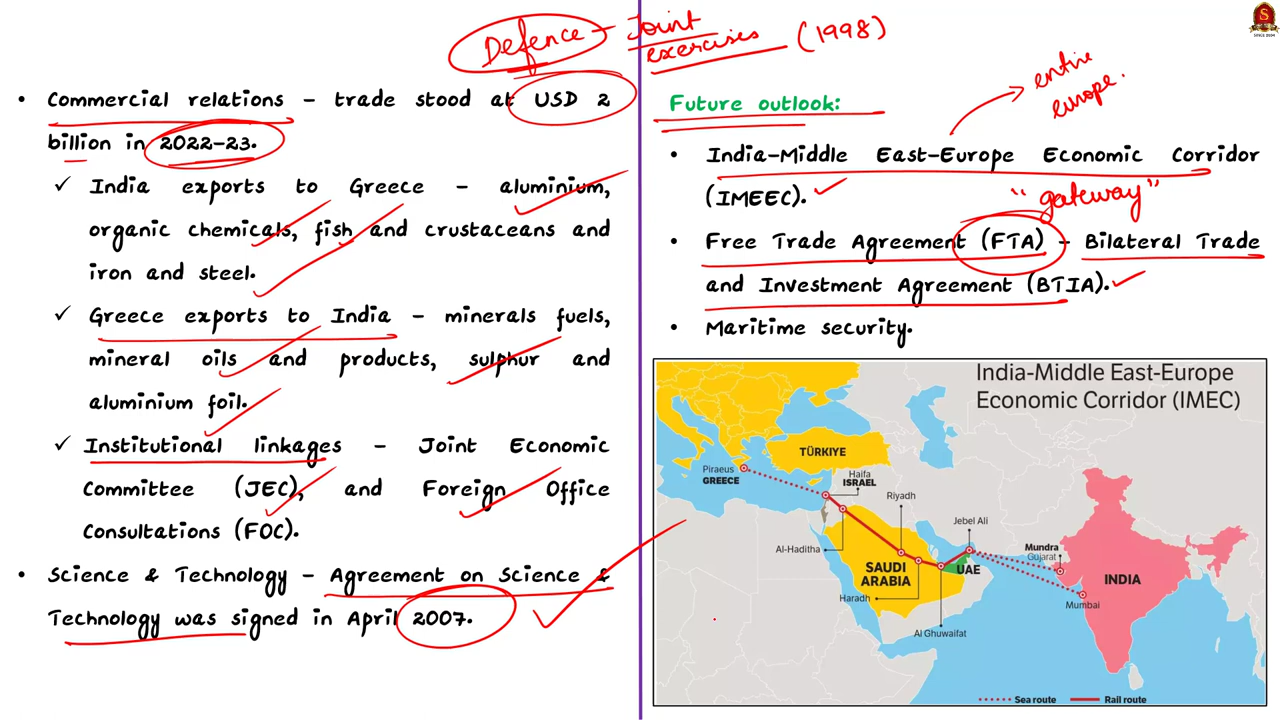 Defence - Joint
exercises (1998)
• Commercial relations – trade stood at USD 2
billion in 2022-23.
✓ India exports to Greece – aluminium,
organic chemicals, fish and crustaceans and
iron and steel.
✓ Greece exports to India – minerals fuels,
mineral oils and products, sulphur and
aluminium foil.
✓ Institutional linkages – Joint Economic
Committee (JEC), and Foreign Office
Consultations (FOC).
• Science & Technology – Agreement on Science &
Technology was signed in April 2007.
S
SINCE 2004
entire
europe.
Future outlook:
• India-Middle East-Europe Economic Corridor
(IMEEC).
"gateway"
• Free Trade Agreement (FTA) – Bilateral Trade
and Investment Agreement (BTIA).
• Maritime security.
India-Middle East-Europe
Economic Corridor (IMEC)
TÜRKIYE
Piraeus
GREECE
Haifa
ISRAEL
Riyadh
Jebel Ali
Al-Haditha
Mundra
Gujarat
SAUDI
ARABIA
UAE
INDIA
Haradh
Mumbai
Al Ghuwaifat
Sea route
Rail route